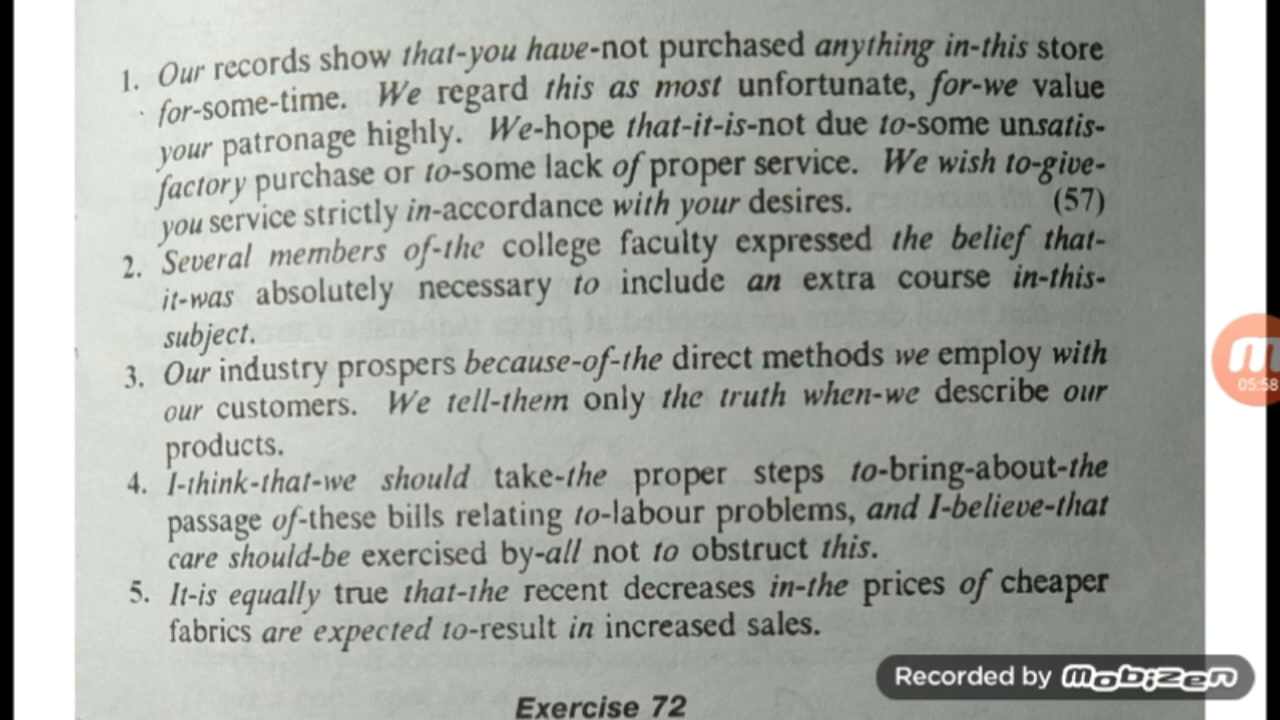 1. Our records show that-you have-not purchased anything in-this store
for-some-time. We regard this as most unfortunate, for-we value
your patronage highly. We-hope that-it-is-not due to-some unsatis-
factory purchase or to-some lack of proper service. We wish to-give-
you service strictly in-accordance with your desires. (57)
2. Several members of-the college faculty expressed the belief that-
it-was absolutely necessary to include an extra course in-this-
subject.
3. Our industry prospers because-of-the direct methods we employ with
our customers. We tell-them only the truth when-we describe our
products.
4. I-think-that-we should take-the proper steps to-bring-about-the
passage of-these bills relating to-labour problems, and I-believe-that
care should-be exercised by-all not to obstruct this.
5. It-is equally true that-the recent decreases in-the prices of cheaper
fabrics are expected to-result in increased sales.
05:58
Recorded by mobizen
Exercise 72